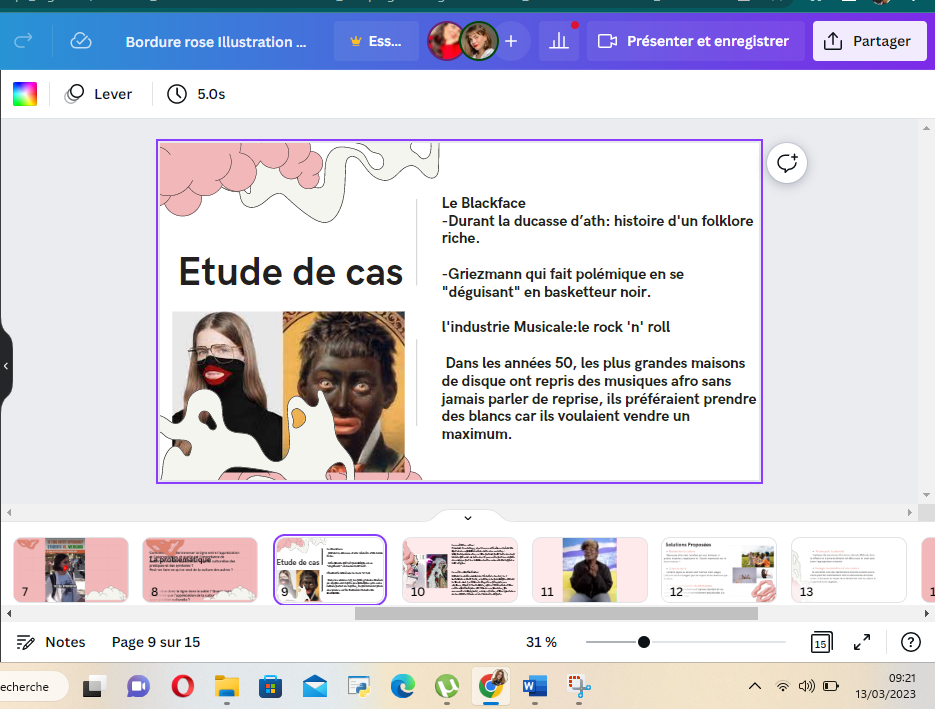 Bordure rose Illustration ...
Ess...
Présenter et enregistrer
Partager
Lever
5.0s
Etude de cas
Le Blackface
-Durant la ducasse d’ath: histoire d'un folklore
riche.
-Griezmann qui fait polémique en se
"déguisant" en basketteur noir.
l'industrie Musicale:le rock 'n' roll
Dans les années 50, les plus grandes maisons
de disque ont repris des musiques afro sans
jamais parler de reprise, ils préféraient prendre
des blancs car ils voulaient vendre un
maximum.
7
8
Etude de cas
9
10
11
Solutions Proposées
12
13
1
Notes
Page 9 sur 15
31 %
15
echerche
09:21
13/03/2023